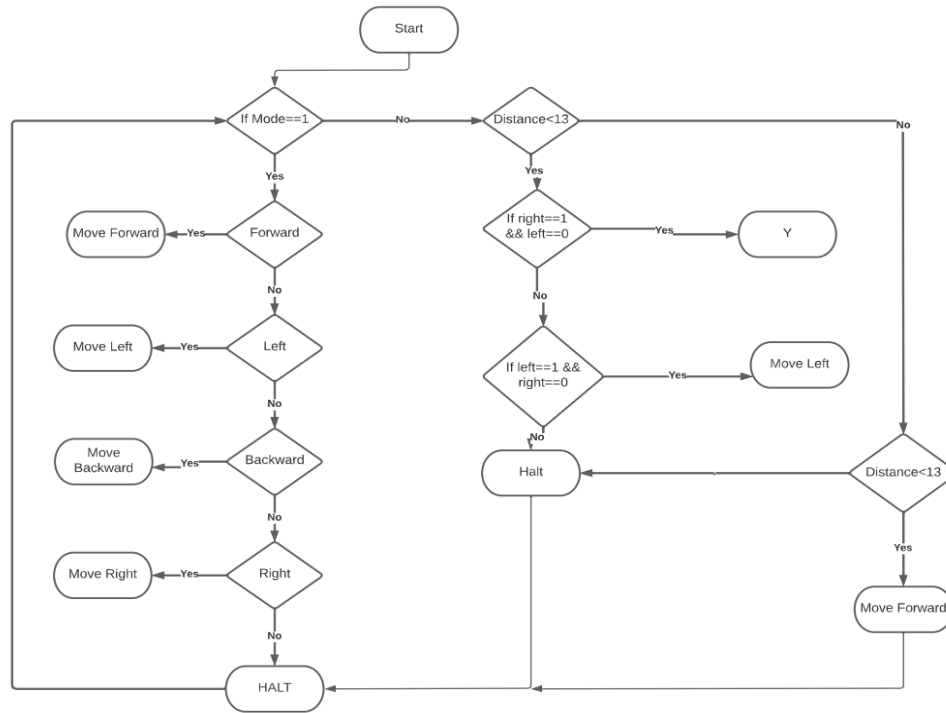 Start
If Mode==1
No
Distance<13
No
Yes
Yes
Move Forward
Yes
Forward
If right==1
&& left==0
Yes
Y
No
No
Move Left
Yes
Left
If left==1 &&
right==0
Yes
Move Left
No
No
Move
Backward
Yes
Backward
Halt
Distance<13
No
Yes
Move Right
Yes
Right
Move Forward
No
HALT